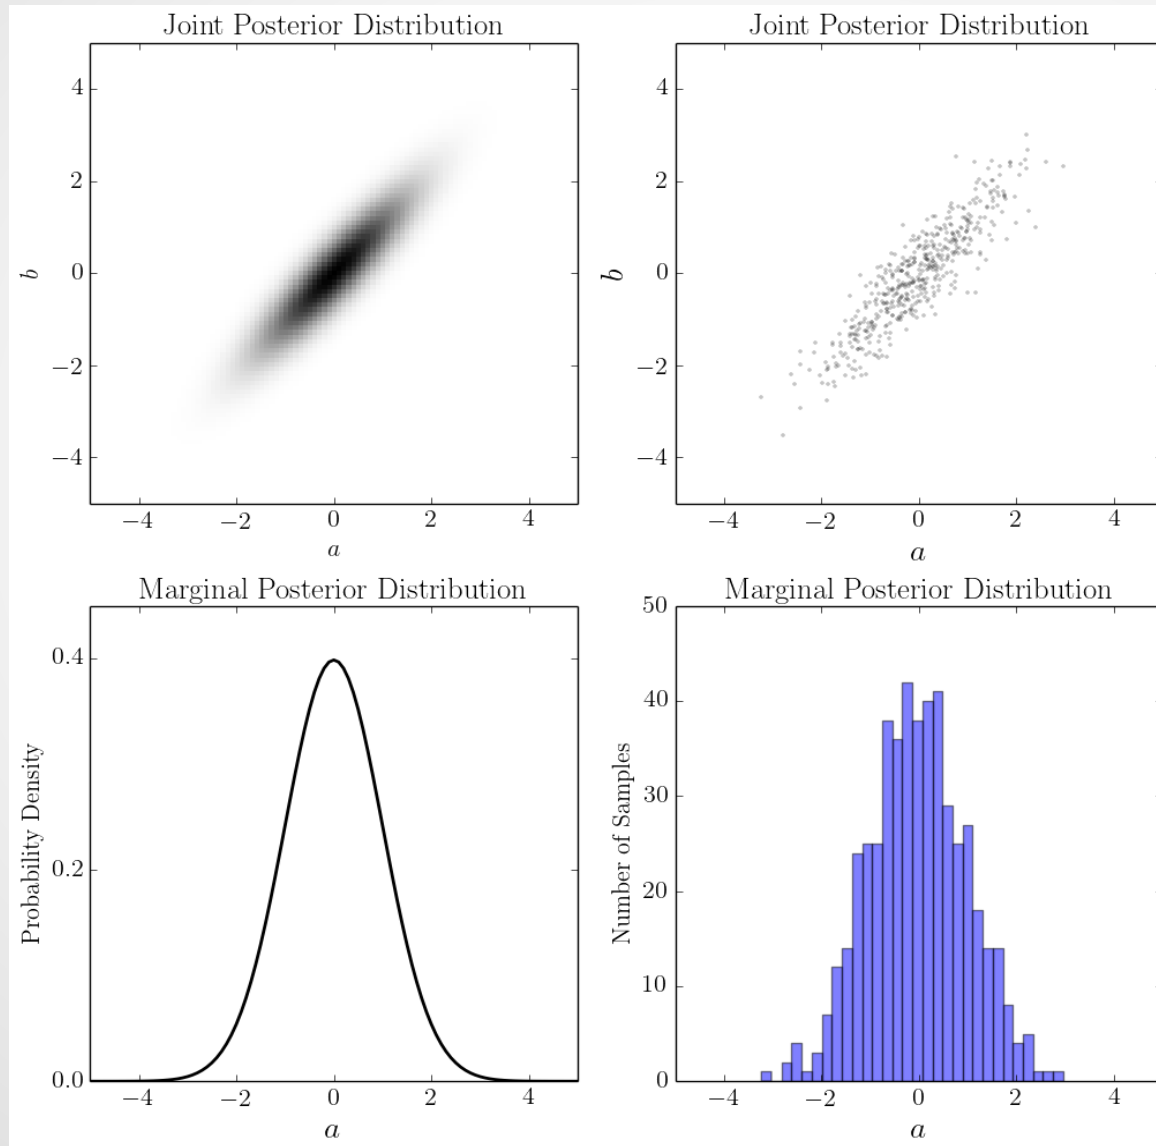 Joint Posterior Distribution
4
2
0
−2
−4
b
−4 −2 0 2 4
a
Joint Posterior Distribution
4
2
0
−2
−4
b
−4 −2 0 2 4
a
Marginal Posterior Distribution
0.4
0.2
0.0
Probability Density
−4 −2 0 2 4
a
Marginal Posterior Distribution
50
40
30
20
10
0
Number of Samples
−4 −2 0 2 4
a